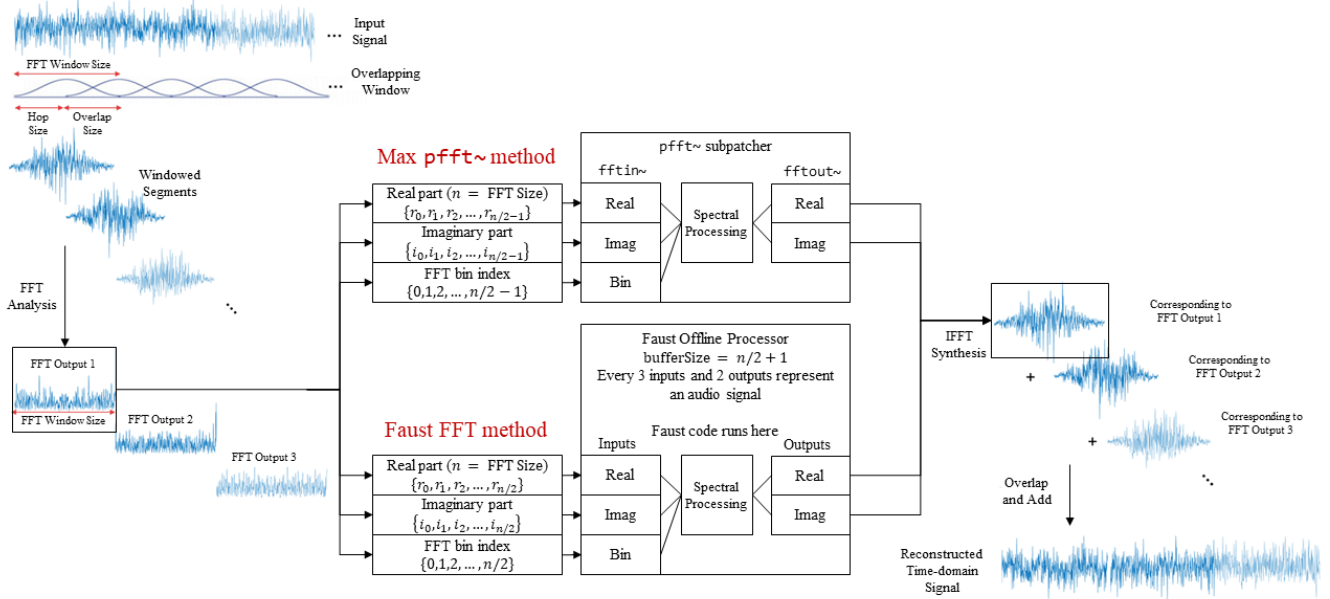 ... Input
Signal
FFT Window Size
... Overlapping
Window
Hop
Size
Overlap
Size
Windowed
Segments
FFT
Analysis
FFT Output 1
FFT Window Size
FFT Output 2
FFT Output 3
Max pfft~ method
Real part (n = FFT Size)
{r₀, r₁, r₂, ..., rₙ/₂₋₁}
Imaginary part
{i₀, i₁, i₂, ..., iₙ/₂₋₁}
FFT bin index
{0,1,2, ..., n/2 − 1}
pfft~ subpatcher
fftin~
fftout~
Real
Imag
Bin
Spectral
Processing
Real
Imag
Faust FFT method
Real part (n = FFT Size)
{r₀, r₁, r₂, ..., rₙ/₂}
Imaginary part
{i₀, i₁, i₂, ..., iₙ/₂}
FFT bin index
{0,1,2, ..., n/2}
Faust Offline Processor
bufferSize = n/2 + 1
Every 3 inputs and 2 outputs represent
an audio signal
Faust code runs here
Inputs
Outputs
Real
Imag
Bin
Spectral
Processing
Real
Imag
IFFT
Synthesis
Corresponding to
FFT Output 1
+
Corresponding to
FFT Output 2
+
Corresponding to
FFT Output 3
Overlap
and Add
Reconstructed
Time-domain
Signal